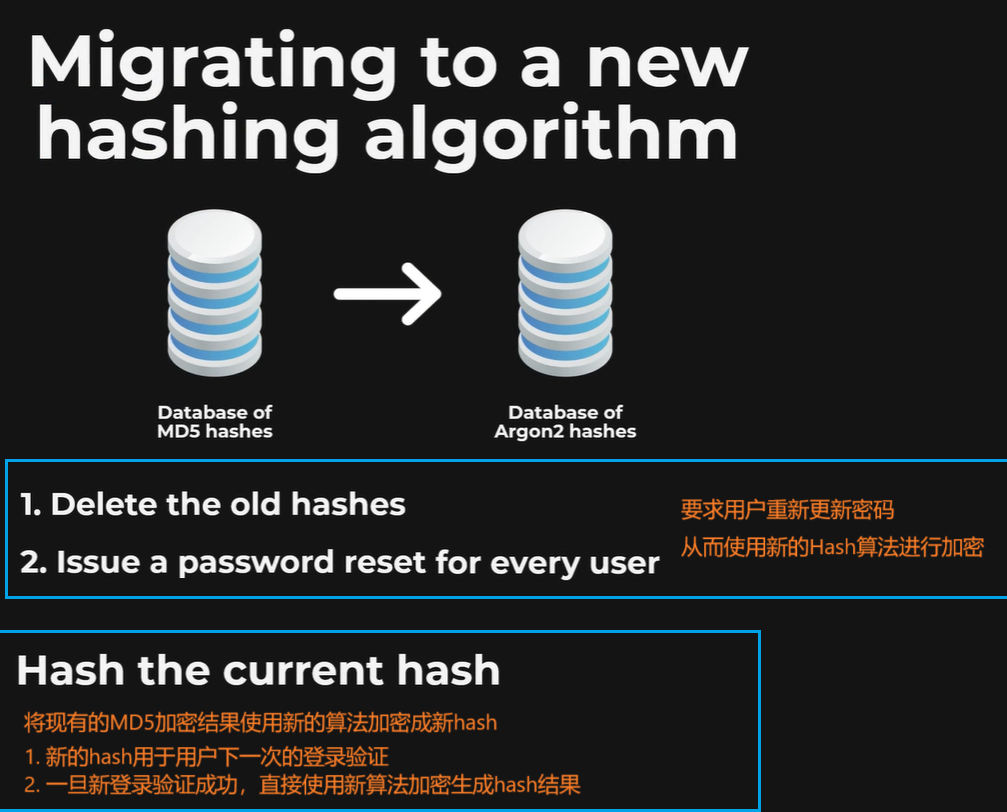 Migrating to a new
hashing algorithm
Database of
MD5 hashes
Database of
Argon2 hashes
1. Delete the old hashes
2. Issue a password reset for every user
要求用户重新更新密码
从而使用新的Hash算法进行加密
Hash the current hash
将现有的MD5加密结果使用新的算法加密成新hash
1. 新的hash用于用户下一次的登录验证
2. 一旦新登录验证成功，直接使用新算法加密生成hash结果